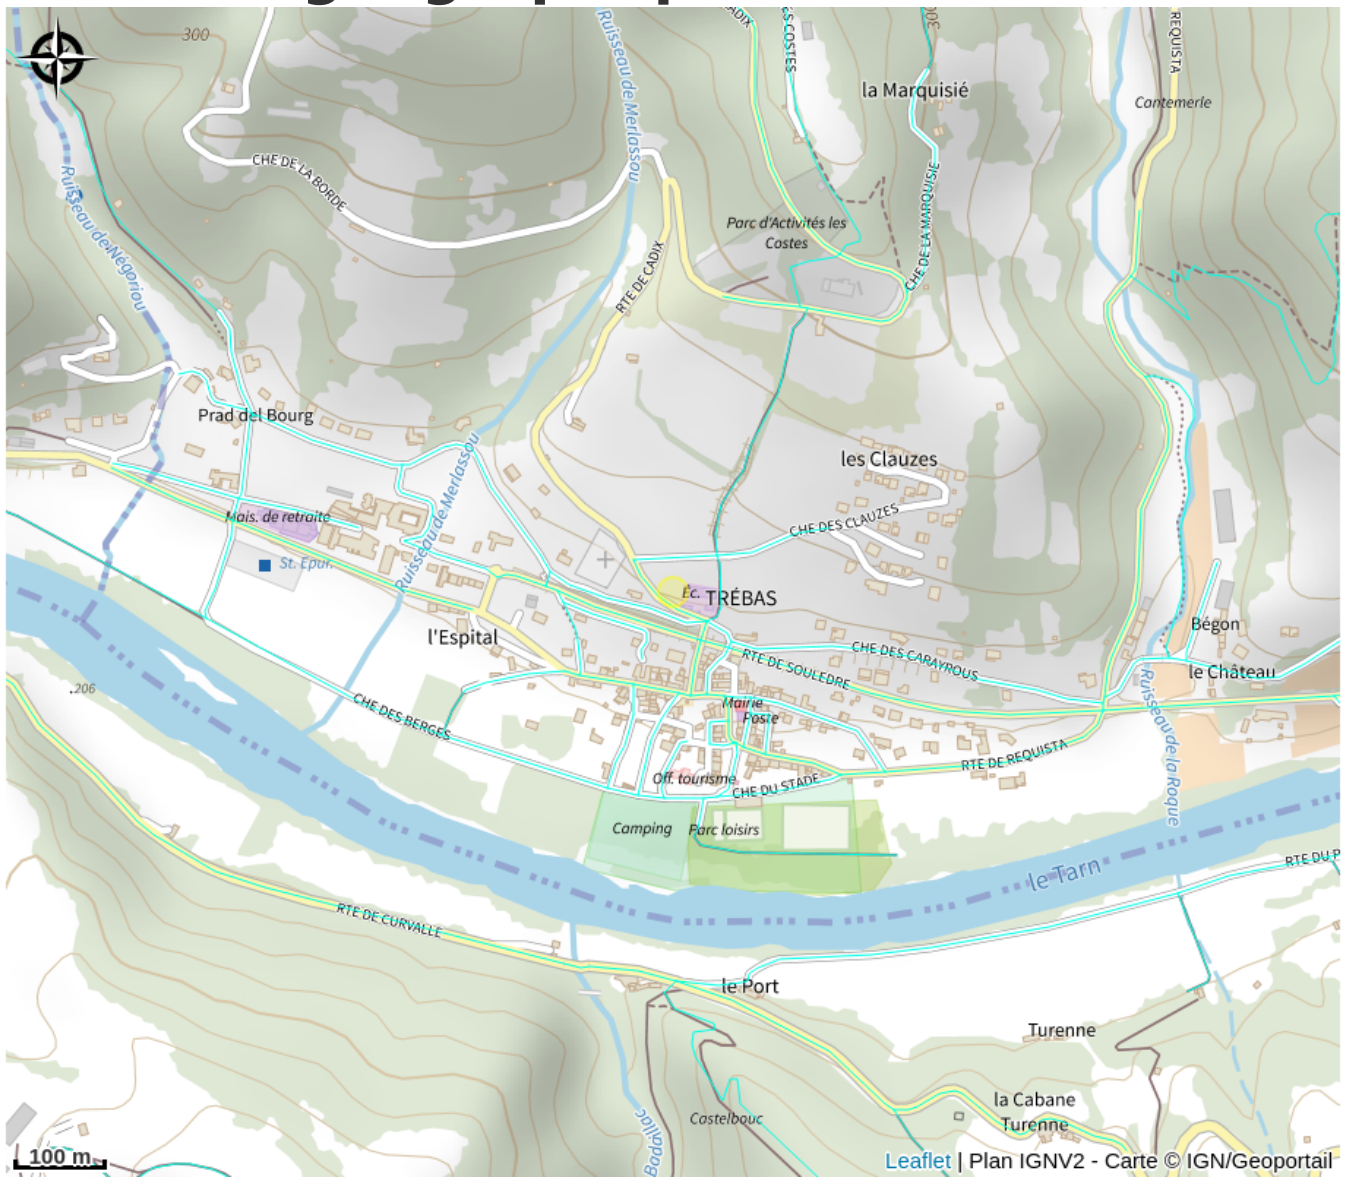 300
CHE DE LA BORDE
Ruisseau de Merlassou
CADIX
S COSTES
300
la Marquisié
REQUISTA
Cantemerle
Ruisseau de Négoriou
Parc d'Activités les
Costes
CHE DE LA MARQUISIE
RTE DE CADIX
Prad del Bourg
les Clauzes
CHE DES CLAUZES
Mais. de retraite
St. Epur.
Ruisseau de Merlassou
Éc.
TRÉBAS
l'Espital
Bégon
le Château
CHE DES CARAYROUS
RTE DE SOULEDRE
.206
CHE DES BERGES
Mairie
Poste
Ruisseau de la Roque
RTE DE REQUISTA
Off. tourisme
CHE DU STADE
Camping
Parc loisirs
le Tarn
RTE DU P
RTE DE CURVALLE
le Port
Turenne
la Cabane
Turenne
Castelbouc
Badaillac
100 m
Leaflet | Plan IGNV2 - Carte © IGN/Geoportail